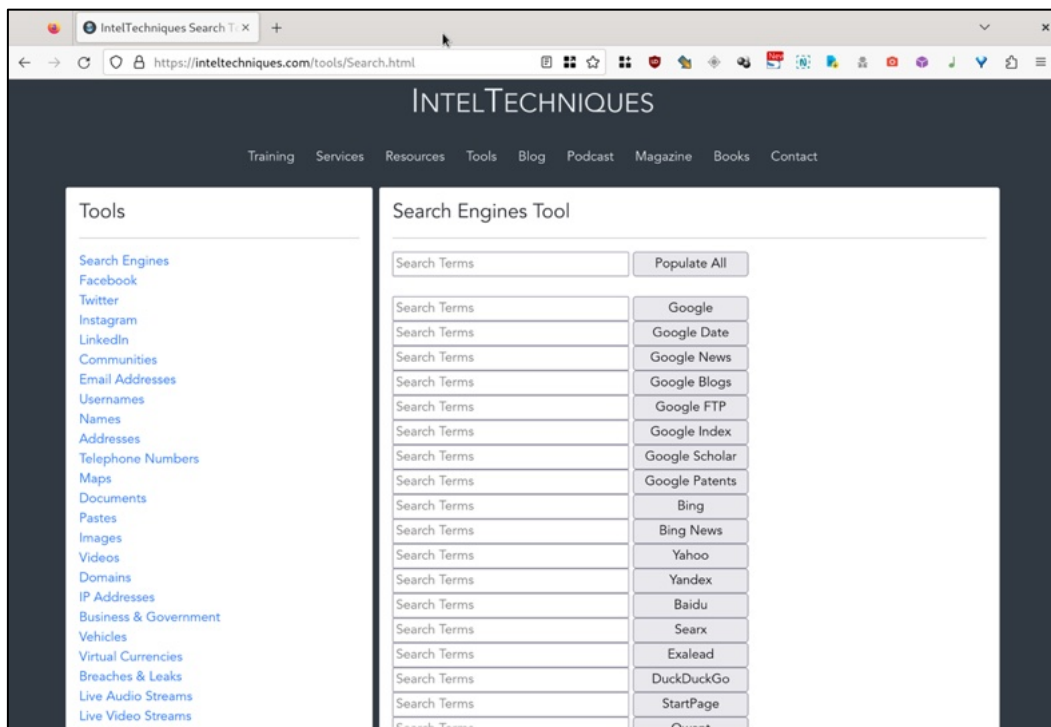 IntelTechniques Search T
https://inteltechniques.com/tools/Search.html
New
INTELTECHNIQUES
Training Services Resources Tools Blog Podcast Magazine Books Contact
Tools
Search Engines
Facebook
Twitter
Instagram
LinkedIn
Communities
Email Addresses
Usernames
Names
Addresses
Telephone Numbers
Maps
Documents
Pastes
Images
Videos
Domains
IP Addresses
Business & Government
Vehicles
Virtual Currencies
Breaches & Leaks
Live Audio Streams
Live Video Streams
Search Engines Tool
Search Terms Populate All
Search Terms Google
Search Terms Google Date
Search Terms Google News
Search Terms Google Blogs
Search Terms Google FTP
Search Terms Google Index
Search Terms Google Scholar
Search Terms Google Patents
Search Terms Bing
Search Terms Bing News
Search Terms Yahoo
Search Terms Yandex
Search Terms Baidu
Search Terms Searx
Search Terms Exalead
Search Terms DuckDuckGo
Search Terms StartPage